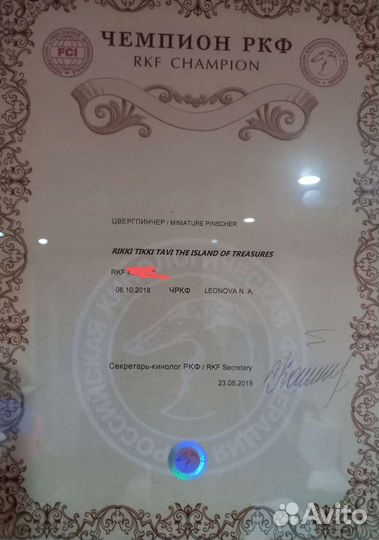 ЧЕМПИОН РКФ
RKF CHAMPION
FCI
ЦВЕРГПИНЧЕР / MINIATURE PINSCHER
RIKKI TIKKI TAVI THE ISLAND OF TREASURES
RKF
06.10.2018 ЧРКФ LEONOVA N. A.
Секретарь-кинолог РКФ / RKF Secretary
23.05.2019
Avito